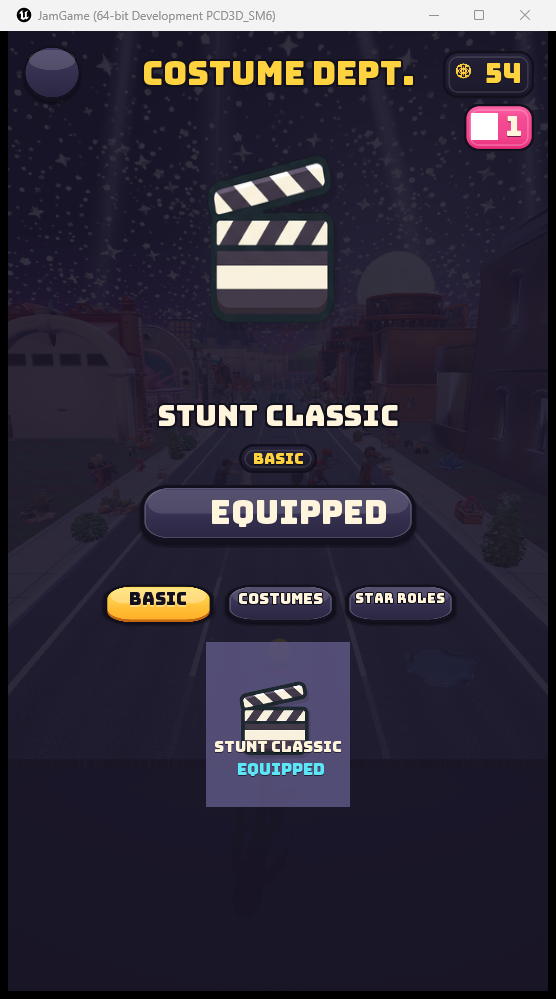 JamGame (64-bit Development PCD3D_SM6)
COSTUME DEPT.
54
1
STUNT CLASSIC
BASIC
EQUIPPED
BASIC
COSTUMES
STAR ROLES
STUNT CLASSIC
EQUIPPED